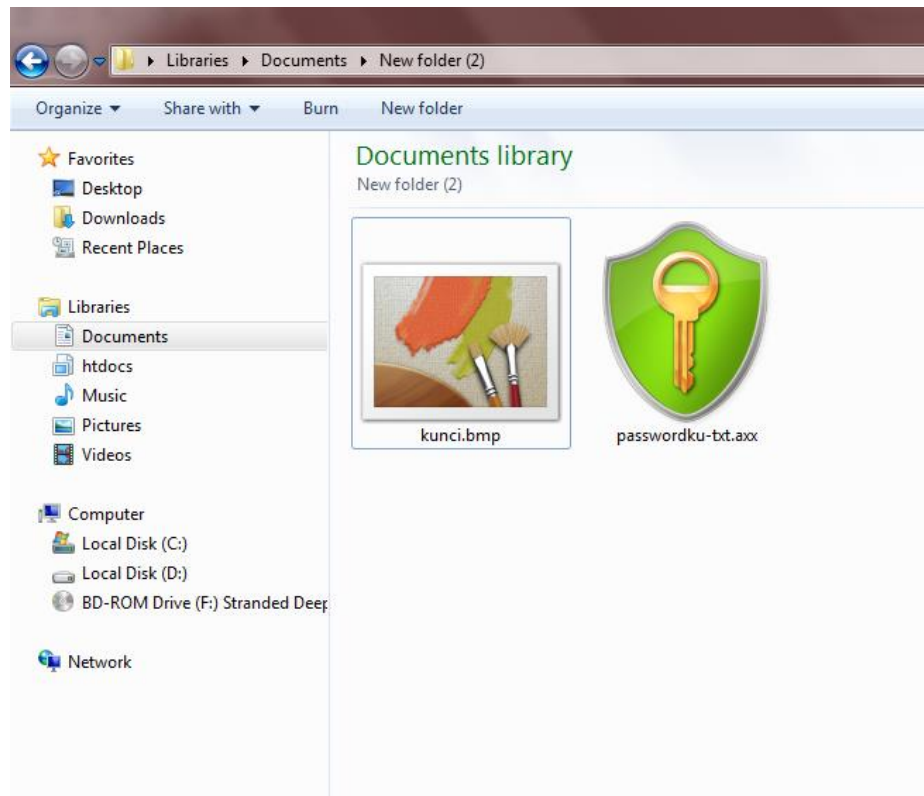 Libraries Documents New folder (2)
Organize Share with Burn New folder
Favorites
Desktop
Downloads
Recent Places
Libraries
Documents
htdocs
Music
Pictures
Videos
Computer
Local Disk (C:)
Local Disk (D:)
BD-ROM Drive (F:) Stranded Deep
Network
Documents library
New folder (2)
kunci.bmp
passwordku-txt.axx